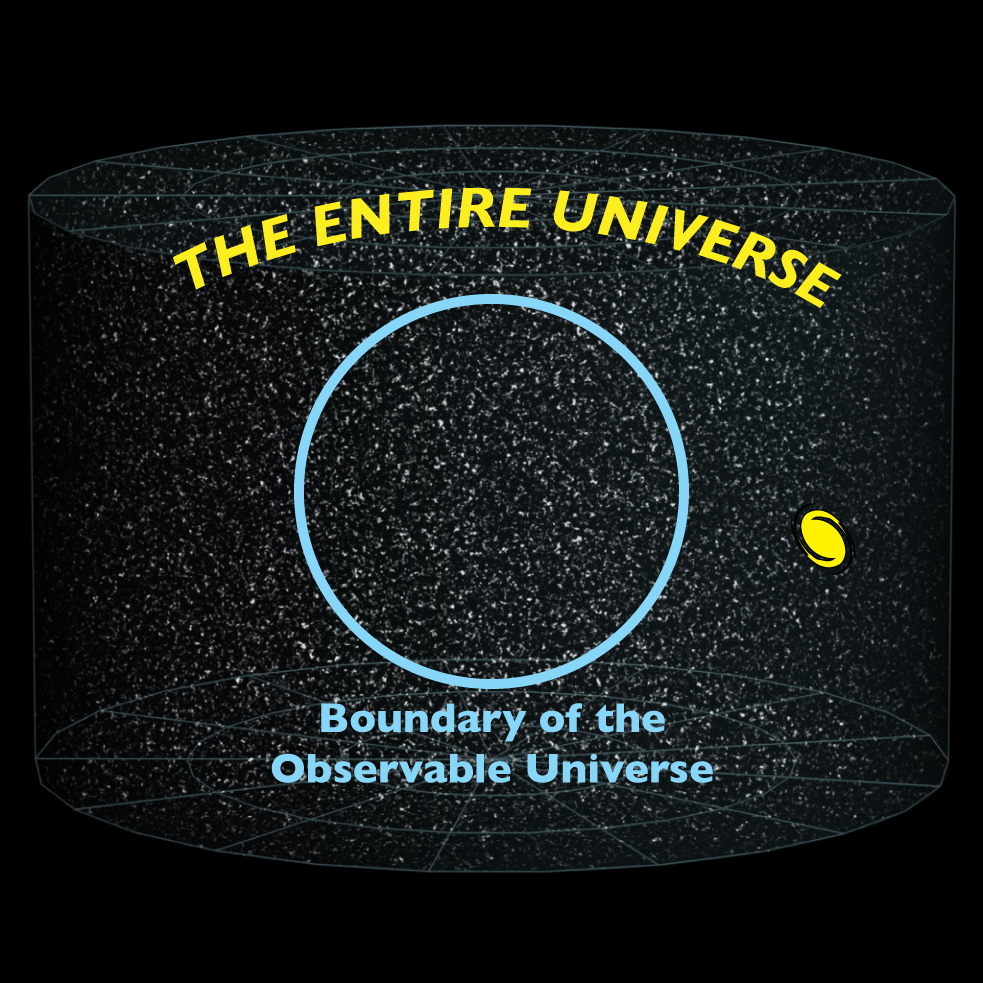 THE ENTIRE UNIVERSE
Boundary of the
Observable Universe